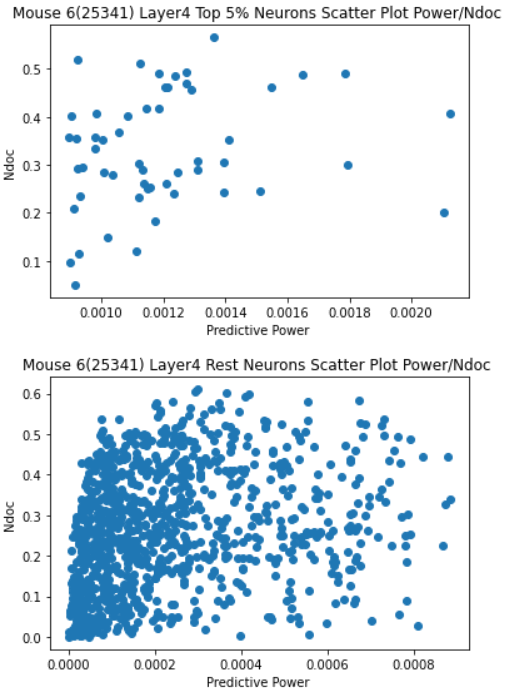 Mouse 6(25341) Layer4 Top 5% Neurons Scatter Plot Power/Ndoc
0.5
0.4
0.3
0.2
0.1
Ndoc
0.0010 0.0012 0.0014 0.0016 0.0018 0.0020
Predictive Power
Mouse 6(25341) Layer4 Rest Neurons Scatter Plot Power/Ndoc
0.6
0.5
0.4
0.3
0.2
0.1
0.0
Ndoc
0.0000 0.0002 0.0004 0.0006 0.0008
Predictive Power